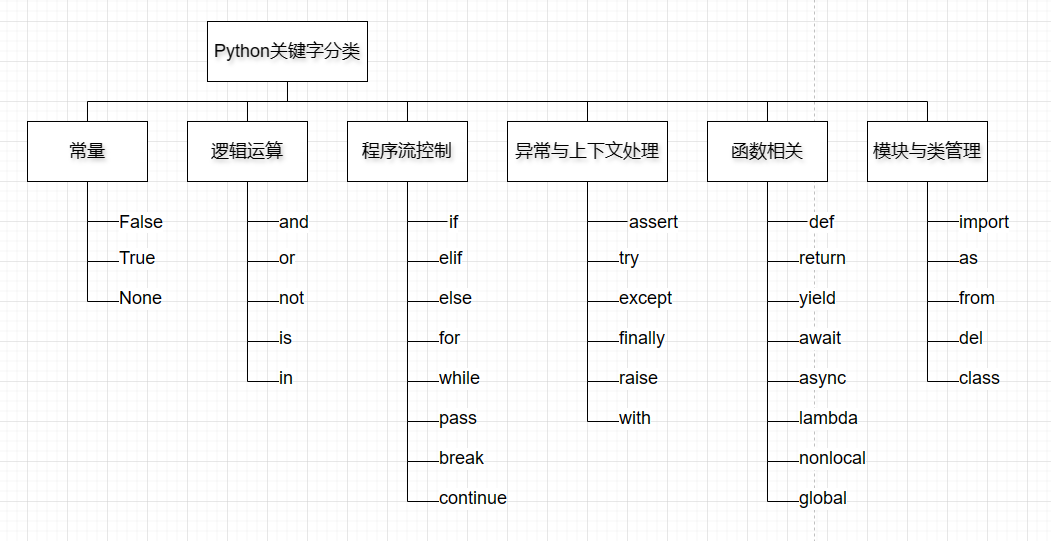 Python关键字分类
常量
逻辑运算
程序流控制
异常与上下文处理
函数相关
模块与类管理
False
True
None
and
or
not
is
in
if
elif
else
for
while
pass
break
continue
assert
try
except
finally
raise
with
def
return
yield
await
async
lambda
nonlocal
global
import
as
from
del
class